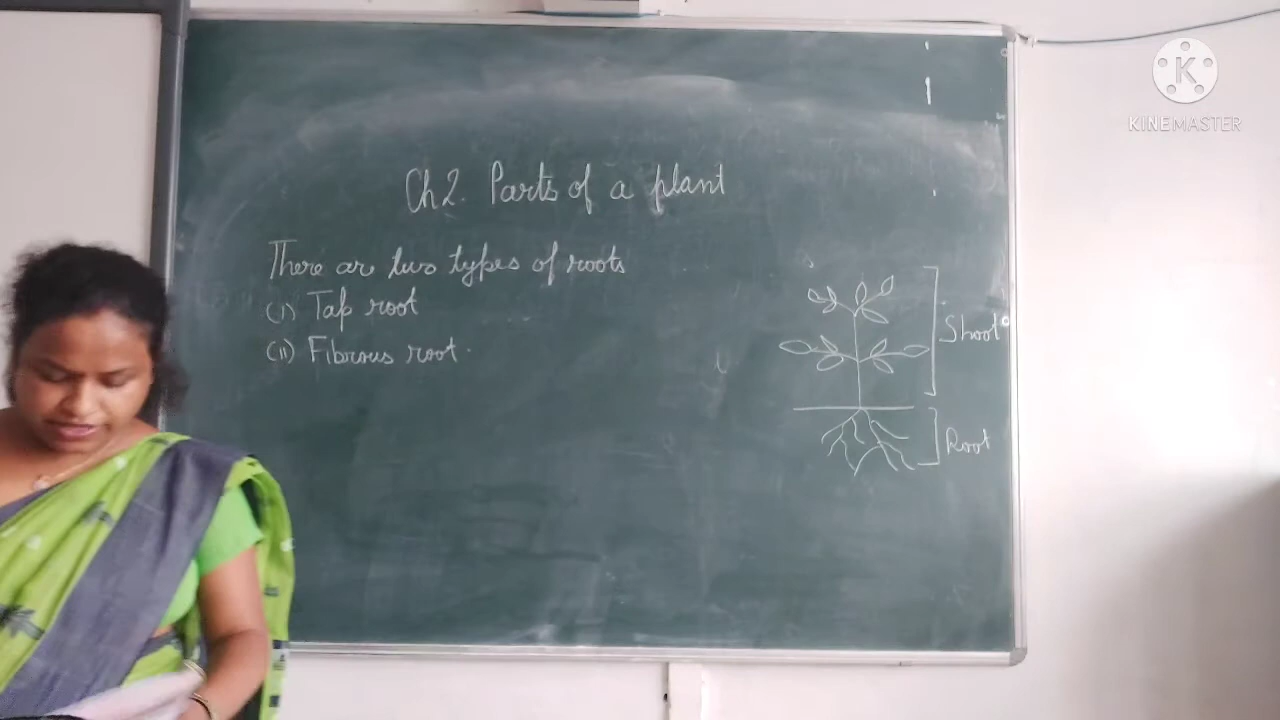 KINEMASTER
Ch2. Parts of a plant
There are two types of roots
(i) Tap root
(ii) Fibrous root.
Shoot
Root